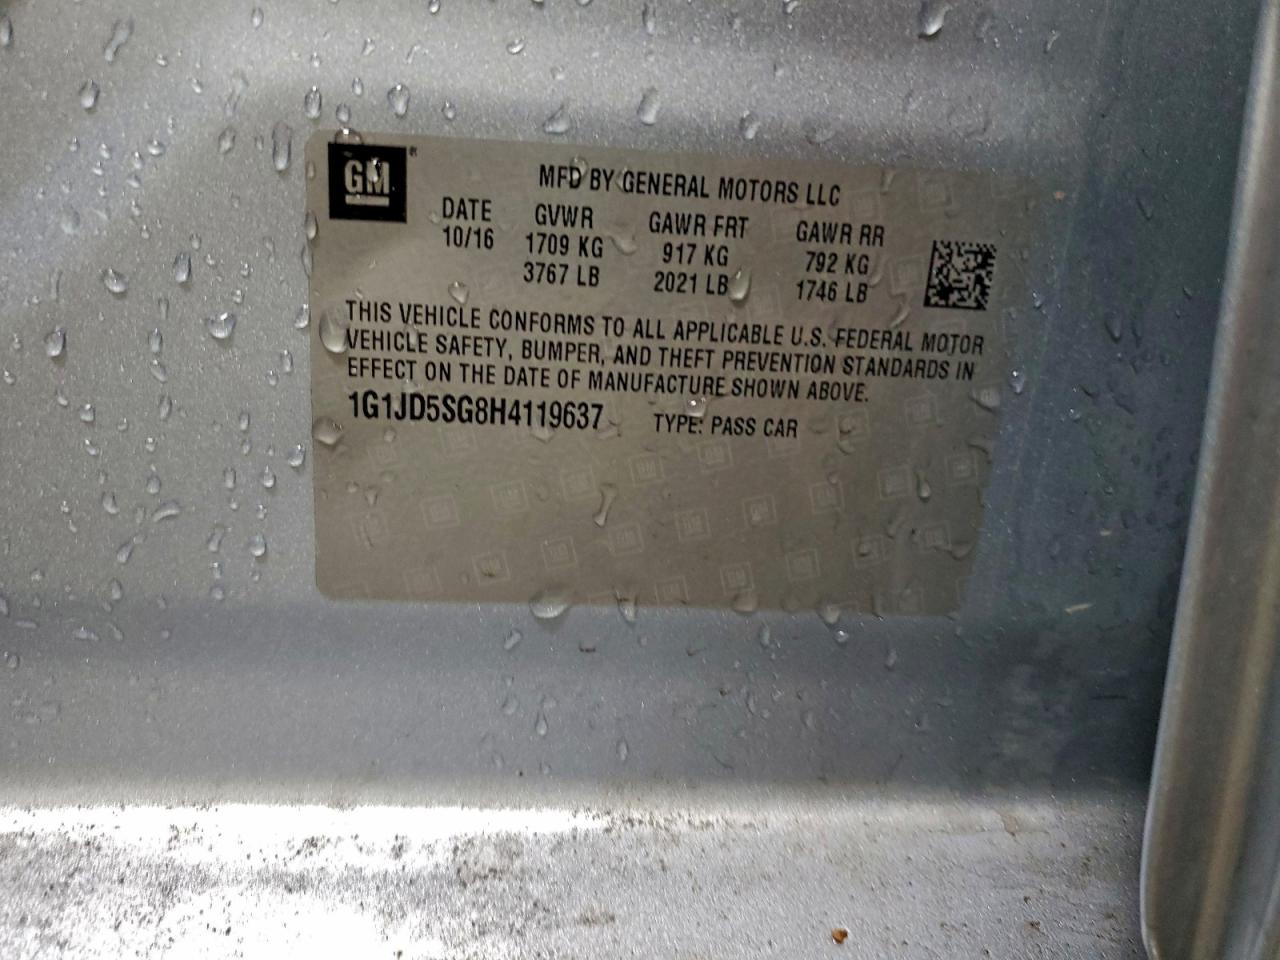 GM®
MFD BY GENERAL MOTORS LLC
DATE GVWR GAWR FRT GAWR RR
10/16 1709 KG 917 KG 792 KG
3767 LB 2021 LB 1746 LB
THIS VEHICLE CONFORMS TO ALL APPLICABLE U.S. FEDERAL MOTOR
VEHICLE SAFETY, BUMPER, AND THEFT PREVENTION STANDARDS IN
EFFECT ON THE DATE OF MANUFACTURE SHOWN ABOVE.
1G1JD5SG8H4119637 TYPE: PASS CAR